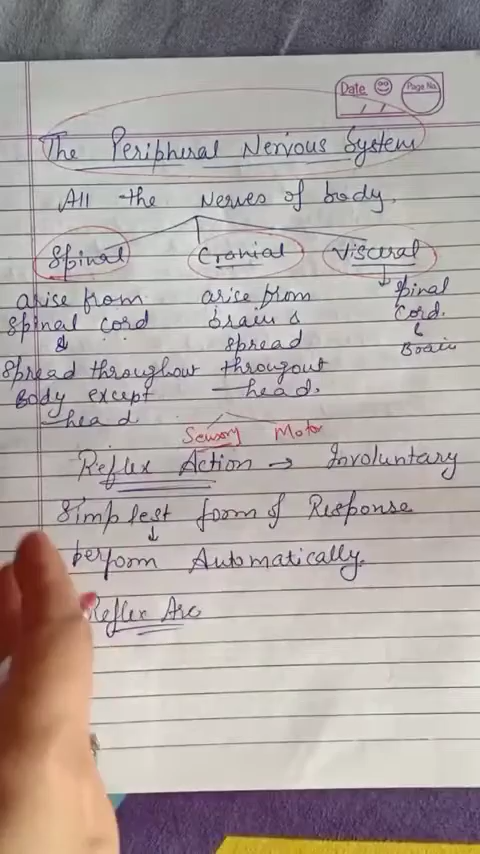 Date
Page No.
The Peripheral Nervous System
All the Nerves of body.
Spinal
arise from
Spinal cord
&
Spread throughout
Body except
head
Cranial
arise from
brain &
spread
througout
head.
Visceral
Spinal
Cord.
&
Brain
Sensory Motor
Reflex Action → Involuntary
Simplest form of Response
↓
perform Automatically.
Reflex Arc